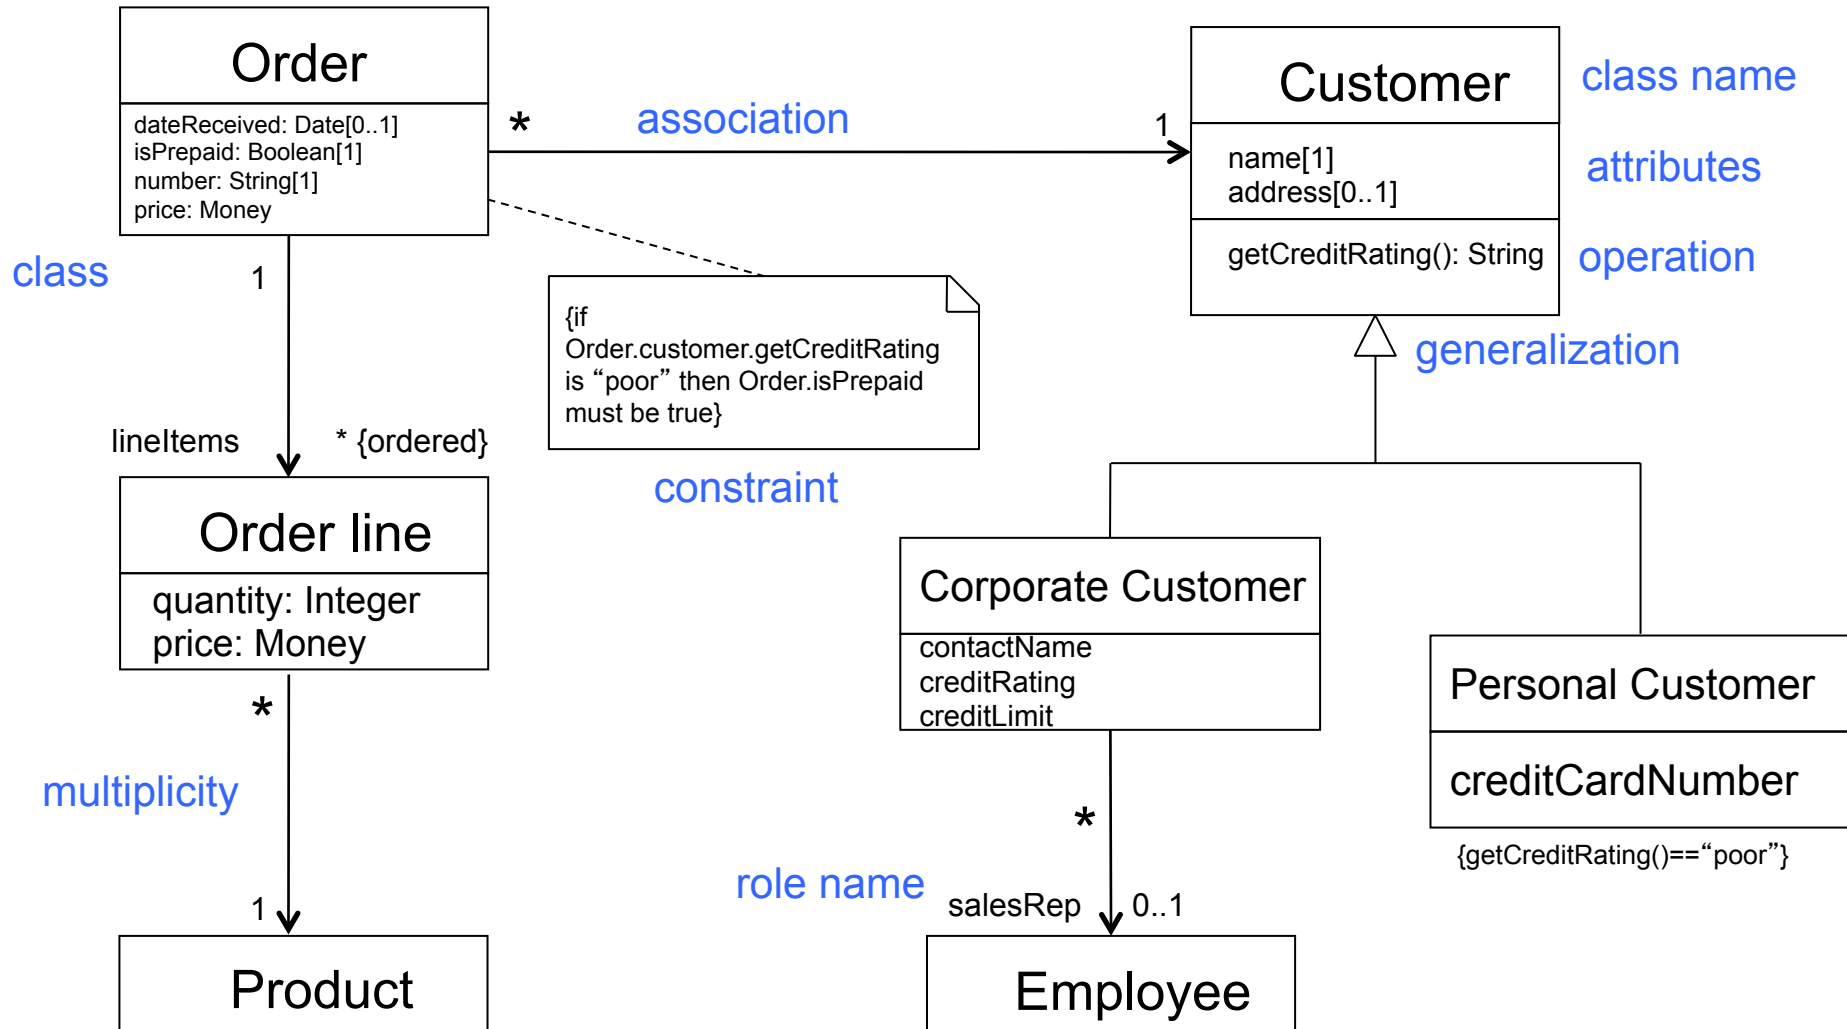 Order
dateReceived: Date[0..1]
isPrepaid: Boolean[1]
number: String[1]
price: Money
*
association
1
Customer
class name
name[1]
address[0..1]
attributes
getCreditRating(): String
operation
generalization
class
1
{if
Order.customer.getCreditRating
is “poor” then Order.isPrepaid
must be true}
constraint
lineItems
* {ordered}
Order line
quantity: Integer
price: Money
*
multiplicity
1
Product
Corporate Customer
contactName
creditRating
creditLimit
*
role name
salesRep
0..1
Employee
Personal Customer
creditCardNumber
{getCreditRating()==“poor”}